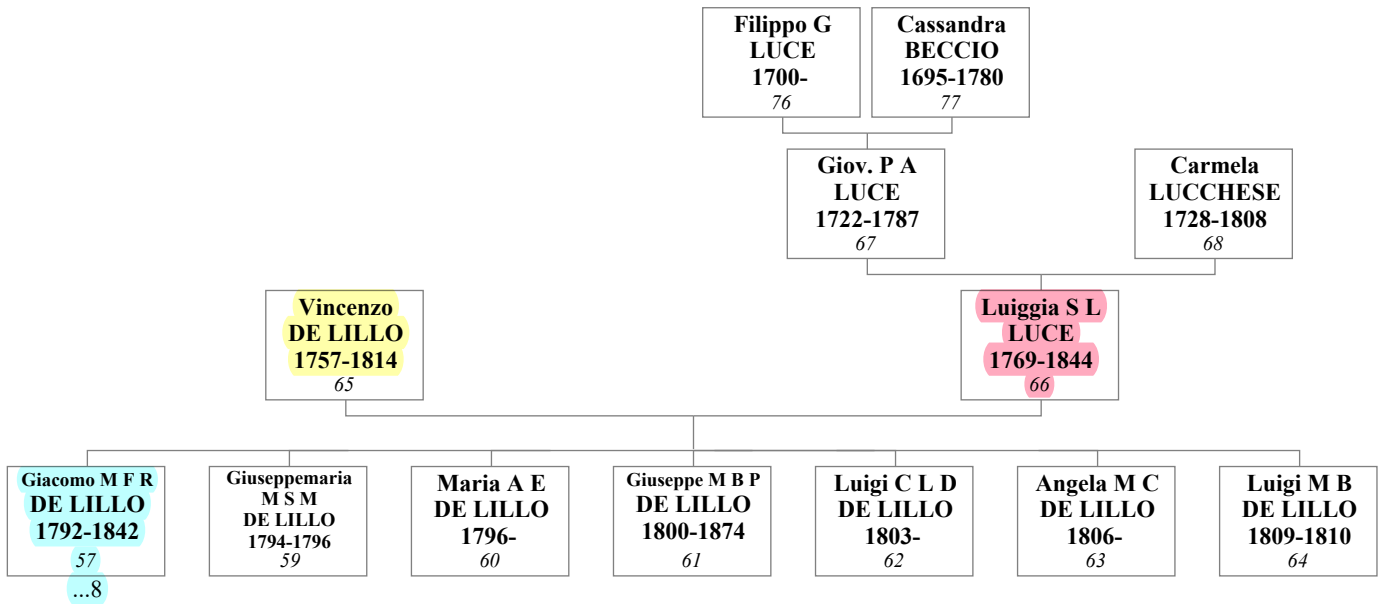 Filippo G
LUCE
1700-
76
Cassandra
BECCIO
1695-1780
77
Giov. P A
LUCE
1722-1787
67
Carmela
LUCCHESE
1728-1808
68
Vincenzo
DE LILLO
1757-1814
65
Luiggia S L
LUCE
1769-1844
66
Giacomo M F R
DE LILLO
1792-1842
57
...8
Giuseppemaria
M S M
DE LILLO
1794-1796
59
Maria A E
DE LILLO
1796-
60
Giuseppe M B P
DE LILLO
1800-1874
61
Luigi C L D
DE LILLO
1803-
62
Angela M C
DE LILLO
1806-
63
Luigi M B
DE LILLO
1809-1810
64